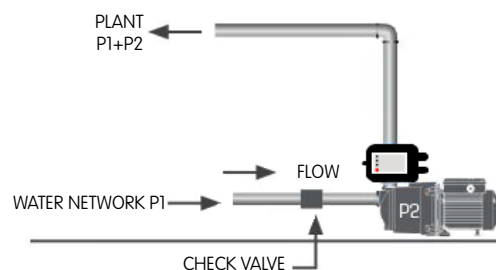 PLANT
P1+P2
FLOW
WATER NETWORK P1
P2
CHECK VALVE